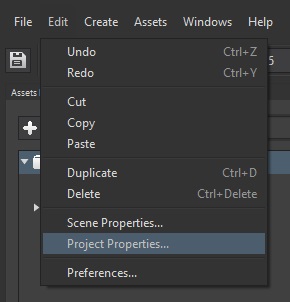 File Edit Create Assets Windows Help
Undo Ctrl+Z
Redo Ctrl+Y
Cut
Copy
Paste
Duplicate Ctrl+D
Delete Ctrl+Delete
Scene Properties...
Project Properties...
Preferences...
5
Assets